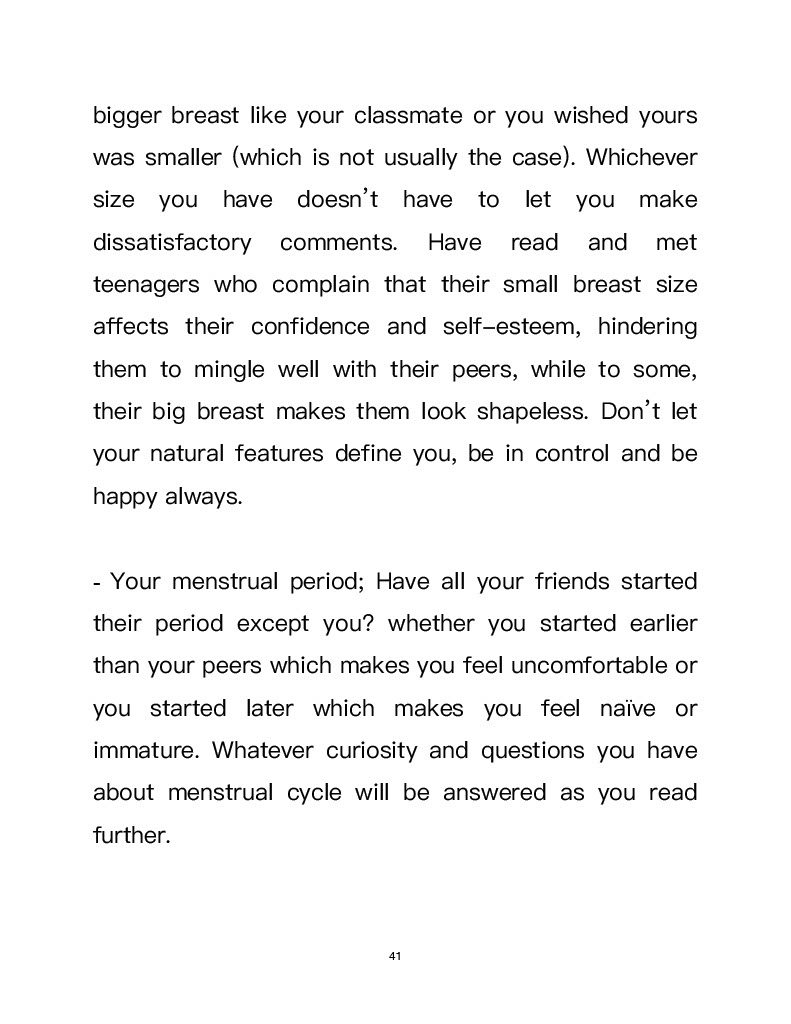 bigger breast like your classmate or you wished yours
was smaller (which is not usually the case). Whichever
size you have doesn’t have to let you make
dissatisfactory comments. Have read and met
teenagers who complain that their small breast size
affects their confidence and self–esteem, hindering
them to mingle well with their peers, while to some,
their big breast makes them look shapeless. Don’t let
your natural features define you, be in control and be
happy always.
- Your menstrual period; Have all your friends started
their period except you? whether you started earlier
than your peers which makes you feel uncomfortable or
you started later which makes you feel naïve or
immature. Whatever curiosity and questions you have
about menstrual cycle will be answered as you read
further.
41